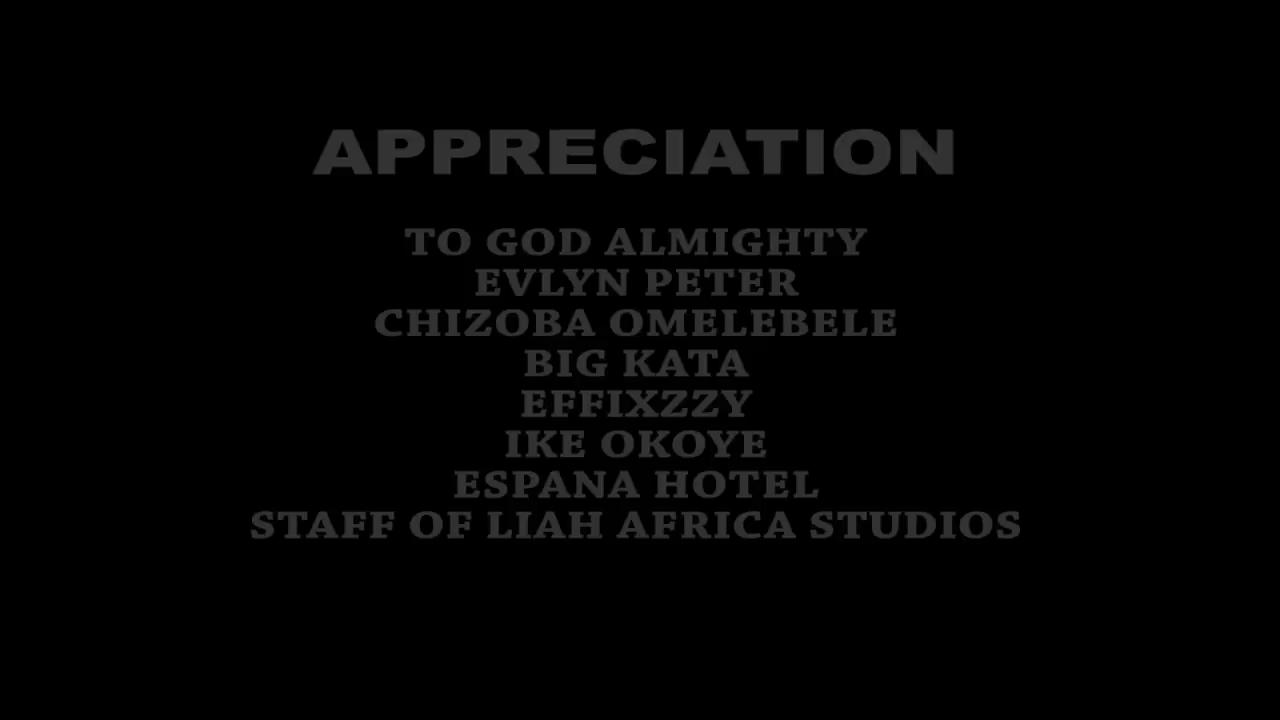 APPRECIATION
TO GOD ALMIGHTY
EVLYN PETER
CHIZOBA OMELEBELE
BIG KATA
EFFIXZZY
IKE OKOYE
ESPANA HOTEL
STAFF OF LIAH AFRICA STUDIOS